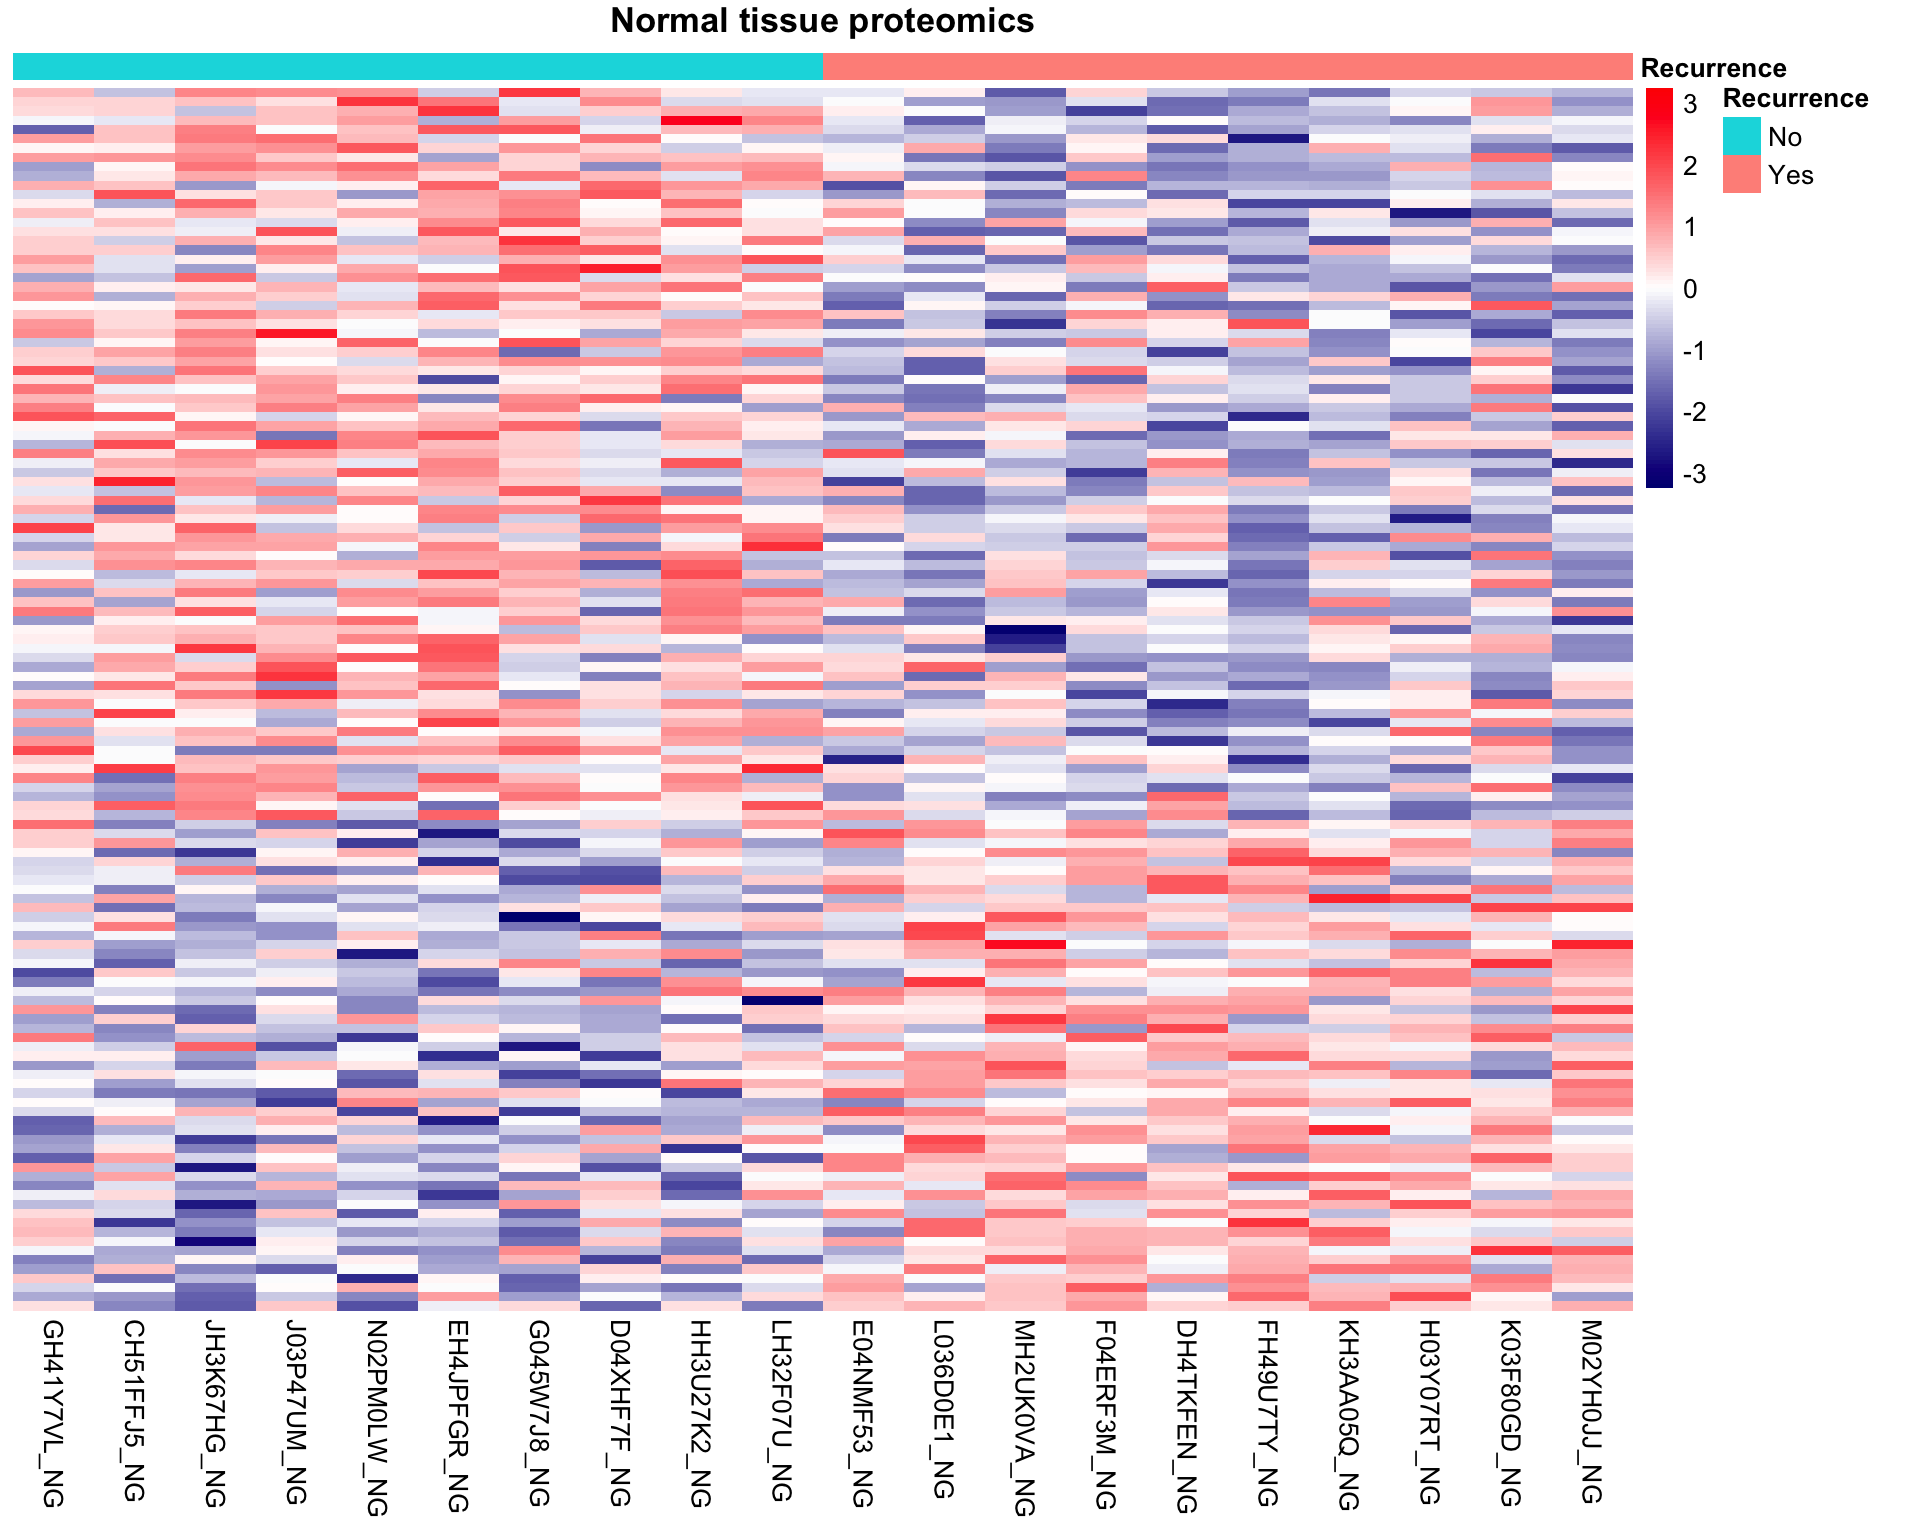 Normal tissue proteomics
Recurrence
Recurrence
No
Yes
3
2
1
0
-1
-2
-3
GH41Y7VL_NG
CH51FFJ5_NG
JH3K67HG_NG
J03P47UM_NG
N02PM0LW_NG
EH4JPFGR_NG
G045W7J8_NG
D04XHF7F_NG
HH3U27K2_NG
LH32F07U_NG
E04NMF53_NG
L036D0E1_NG
MH2UK0VA_NG
F04ERF3M_NG
DH4TKFEN_NG
FH49U7TY_NG
KH3AA05Q_NG
H03Y07RT_NG
K03F80GD_NG
M02YH0JJ_NG